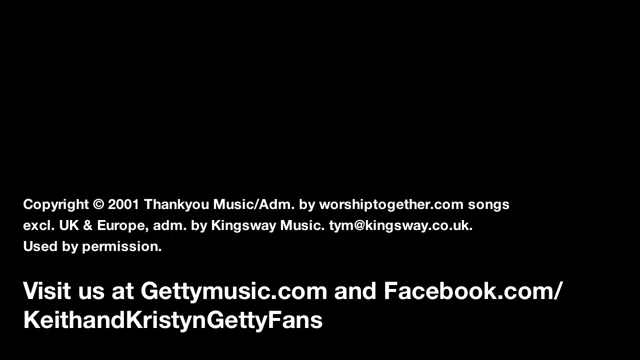 Copyright © 2001 Thankyou Music/Adm. by worshiptogether.com songs
excl. UK & Europe, adm. by Kingsway Music. tym@kingsway.co.uk.
Used by permission.
Visit us at Gettymusic.com and Facebook.com/
KeithandKristynGettyFans